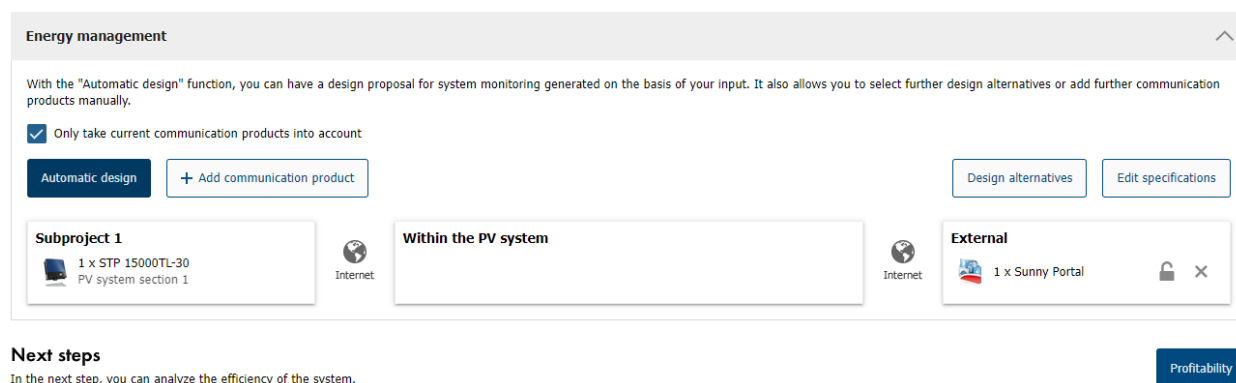 Energy management
With the "Automatic design" function, you can have a design proposal for system monitoring generated on the basis of your input. It also allows you to select further design alternatives or add further communication
products manually.
Only take current communication products into account
Automatic design
+ Add communication product
Design alternatives
Edit specifications
Subproject 1
1 x STP 15000TL-30
PV system section 1
Internet
Within the PV system
Internet
External
1 x Sunny Portal
Next steps
In the next step, you can analyze the efficiency of the system.
Profitability